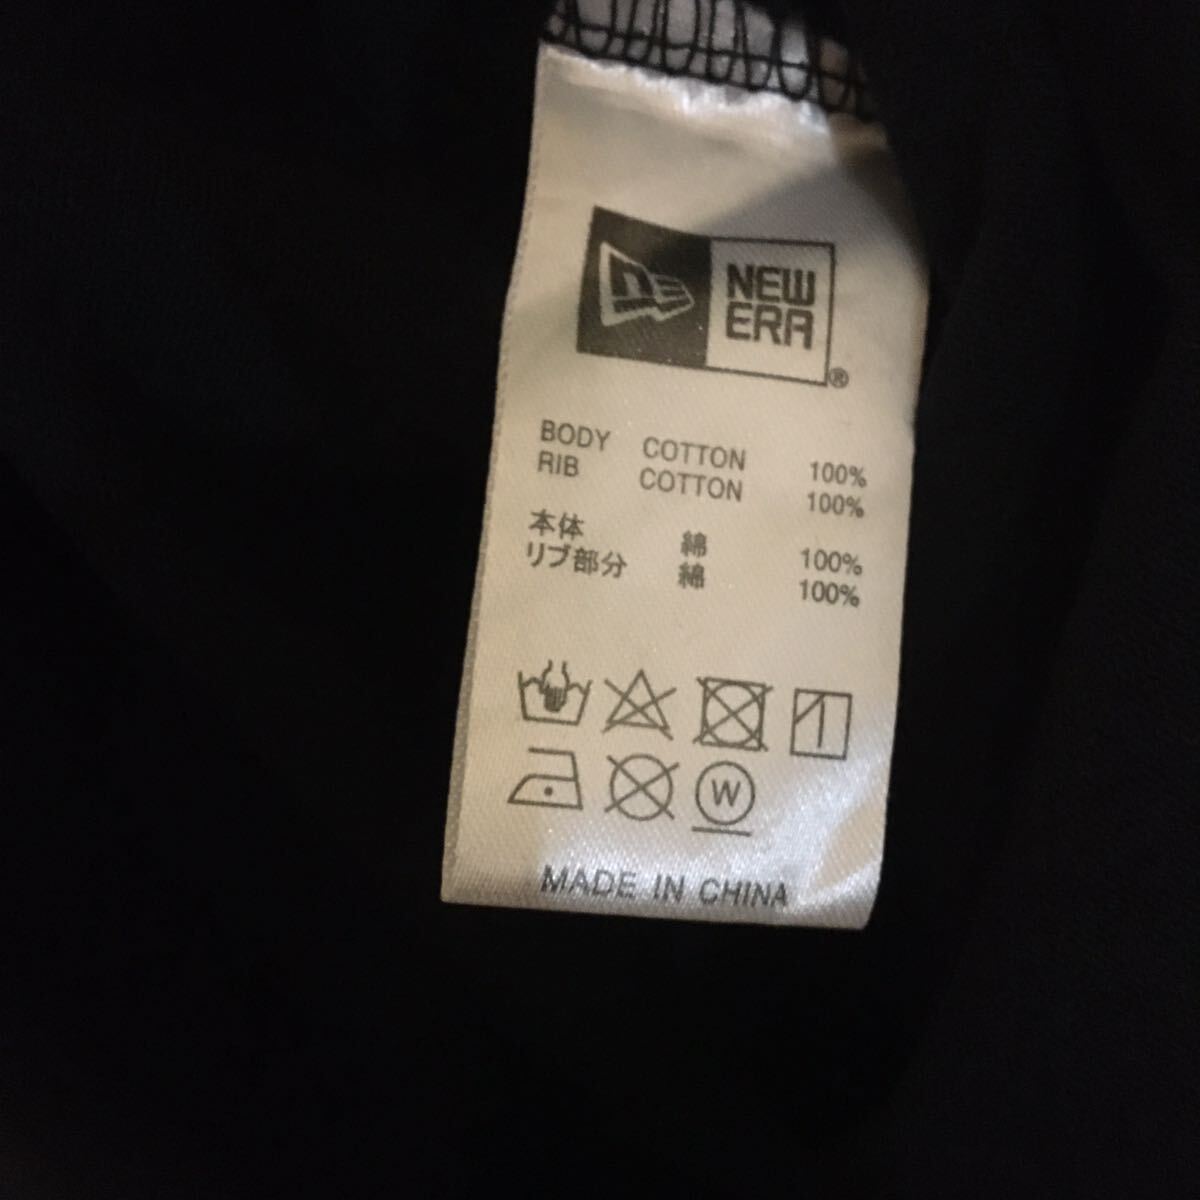 NEW
ERA
®
BODY COTTON 100%
RIB COTTON 100%
本体 綿 100%
リブ部分 綿 100%
W
MADE IN CHINA